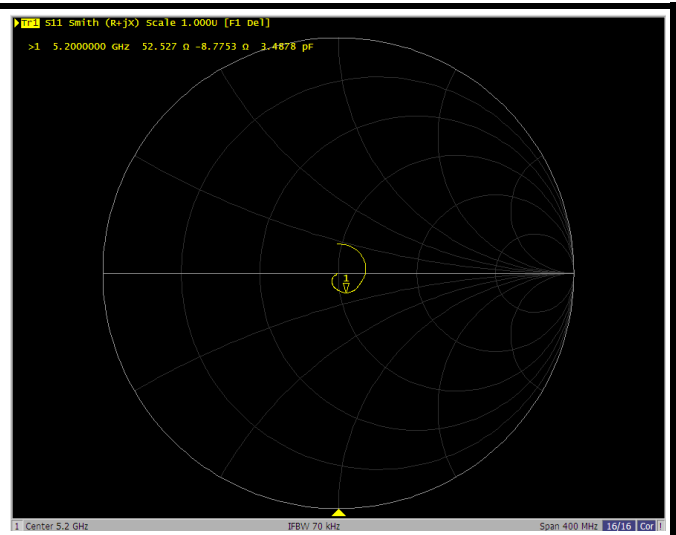 Tr1 S11 Smith (R+jX) Scale 1.000U [F1 Del]
>1 5.2000000 GHz 52.527 Ω -8.7753 Ω 3.4878 pF
1
1 Center 5.2 GHz IFBW 70 kHz Span 400 MHz 16/16 Cor !